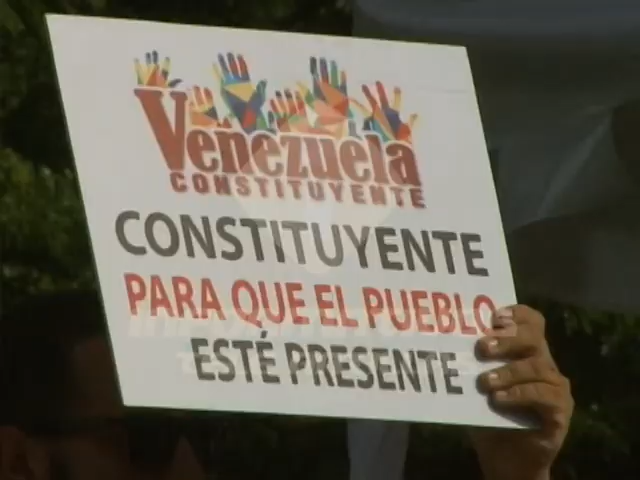 Venezuela
CONSTITUYENTE
CONSTITUYENTE
PARA QUE EL PUEBLO
ESTÉ PRESENTE